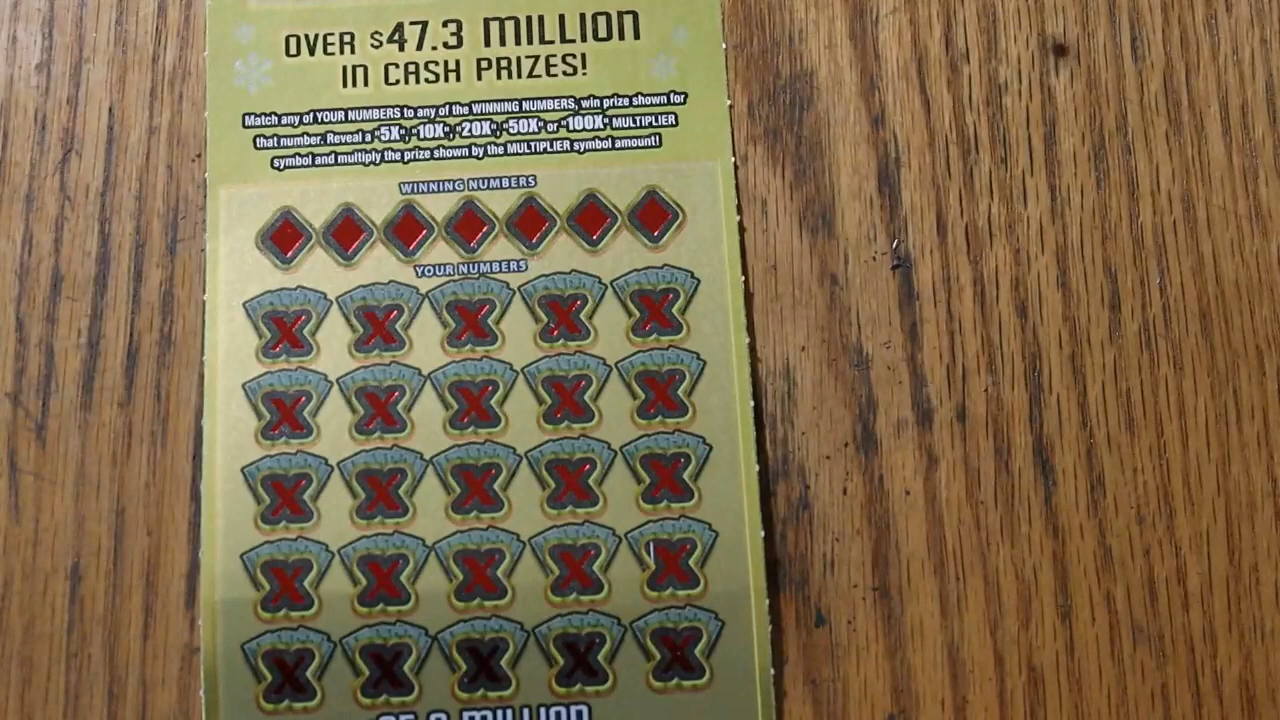 OVER $47.3 MILLION
IN CASH PRIZES!
Match any of YOUR NUMBERS to any of the WINNING NUMBERS, win prize shown for
that number. Reveal a "5X", "10X", "20X", "50X" or "100X" MULTIPLIER
symbol and multiply the prize shown by the MULTIPLIER symbol amount!
WINNING NUMBERS
YOUR NUMBERS
X X X X X
X X X X X
X X X X X
X X X X X
X X X X X
MILLION